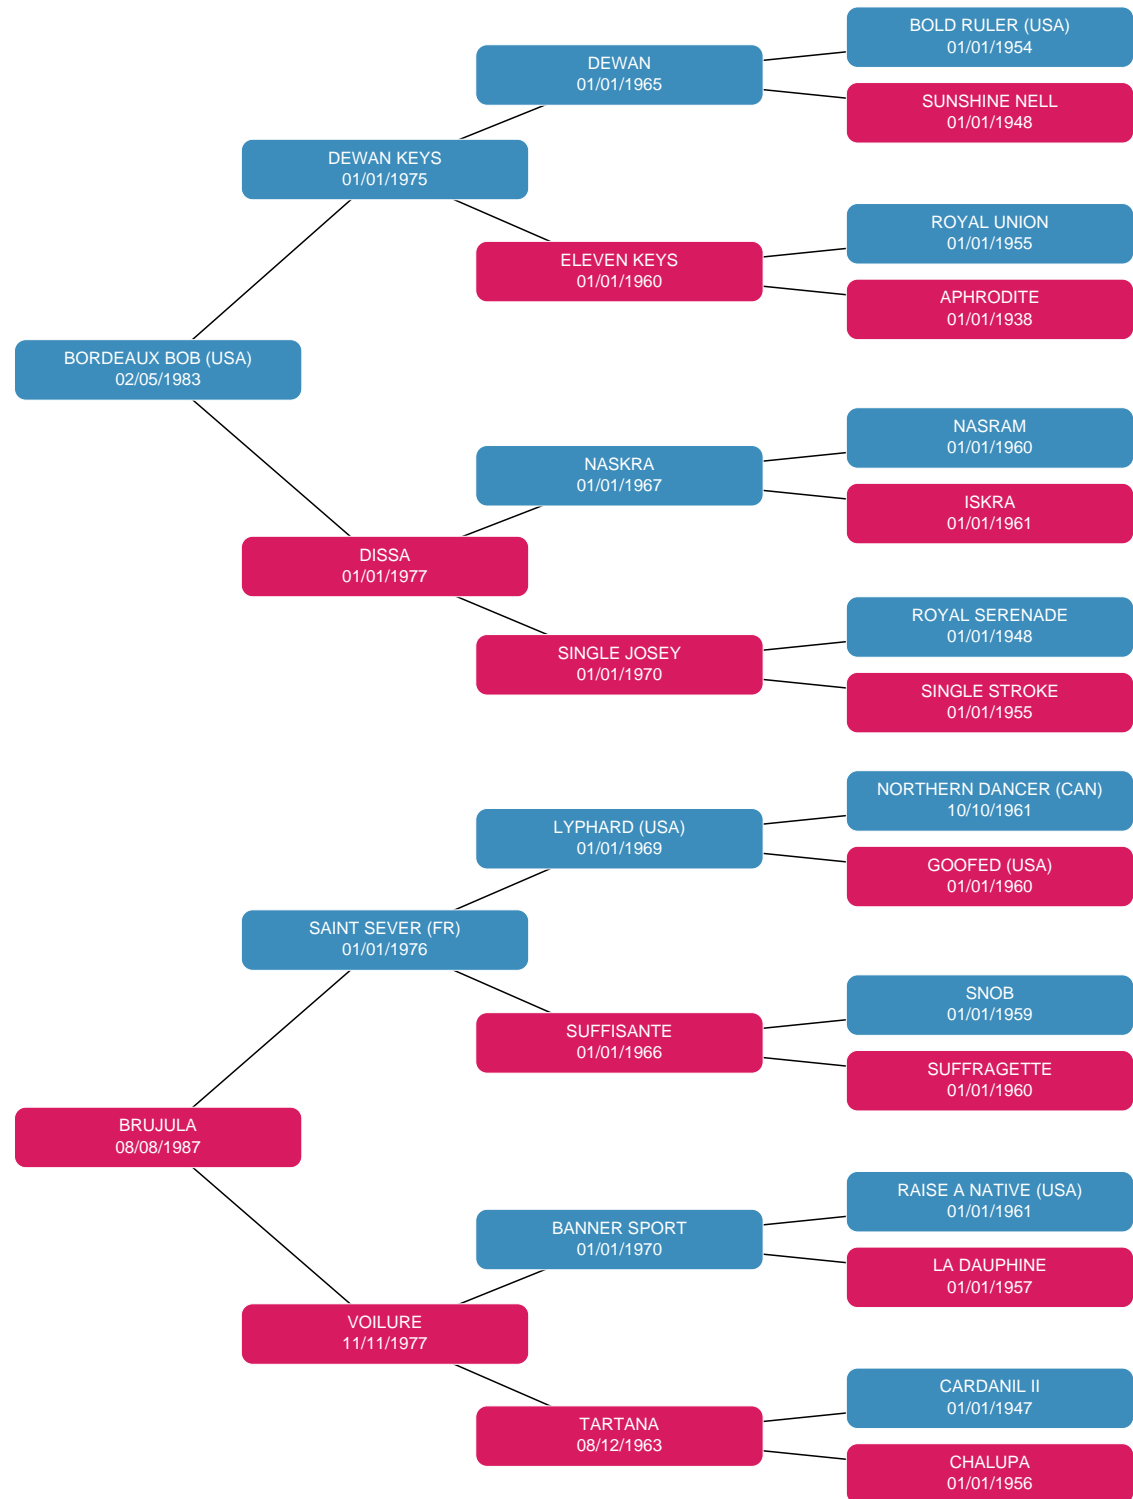 BOLD RULER (USA)
01/01/1954
DEWAN
01/01/1965
SUNSHINE NELL
01/01/1948
DEWAN KEYS
01/01/1975
ROYAL UNION
01/01/1955
ELEVEN KEYS
01/01/1960
APHRODITE
01/01/1938
BORDEAUX BOB (USA)
02/05/1983
NASRAM
01/01/1960
NASKRA
01/01/1967
ISKRA
01/01/1961
DISSA
01/01/1977
ROYAL SERENADE
01/01/1948
SINGLE JOSEY
01/01/1970
SINGLE STROKE
01/01/1955
NORTHERN DANCER (CAN)
10/10/1961
LYPHARD (USA)
01/01/1969
GOOFED (USA)
01/01/1960
SAINT SEVER (FR)
01/01/1976
SNOB
01/01/1959
SUFFISANTE
01/01/1966
SUFFRAGETTE
01/01/1960
BRUJULA
08/08/1987
RAISE A NATIVE (USA)
01/01/1961
BANNER SPORT
01/01/1970
LA DAUPHINE
01/01/1957
VOILURE
11/11/1977
CARDANIL II
01/01/1947
TARTANA
08/12/1963
CHALUPA
01/01/1956